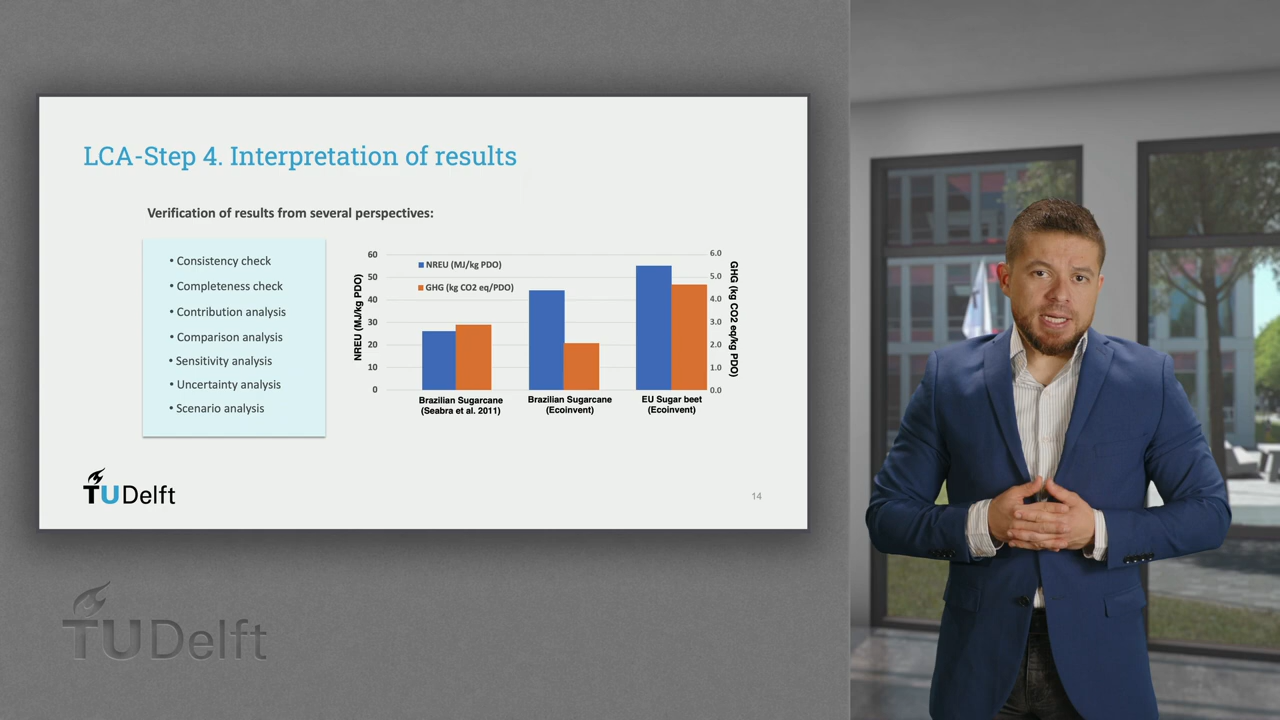 LCA-Step 4. Interpretation of results
Verification of results from several perspectives:
• Consistency check
• Completeness check
• Contribution analysis
• Comparison analysis
• Sensitivity analysis
• Uncertainty analysis
• Scenario analysis
NREU (MJ/kg PDO)
60
50
40
30
20
10
0
NREU (MJ/kg PDO)
GHG (kg CO2 eq/PDO)
6.0
5.0
4.0
3.0
2.0
1.0
0.0
GHG (kg CO2 eq/kg PDO)
Brazilian Sugarcane
(Seabra et al. 2011)
Brazilian Sugarcane
(Ecoinvent)
EU Sugar beet
(Ecoinvent)
TUDelft
14
TUDelft